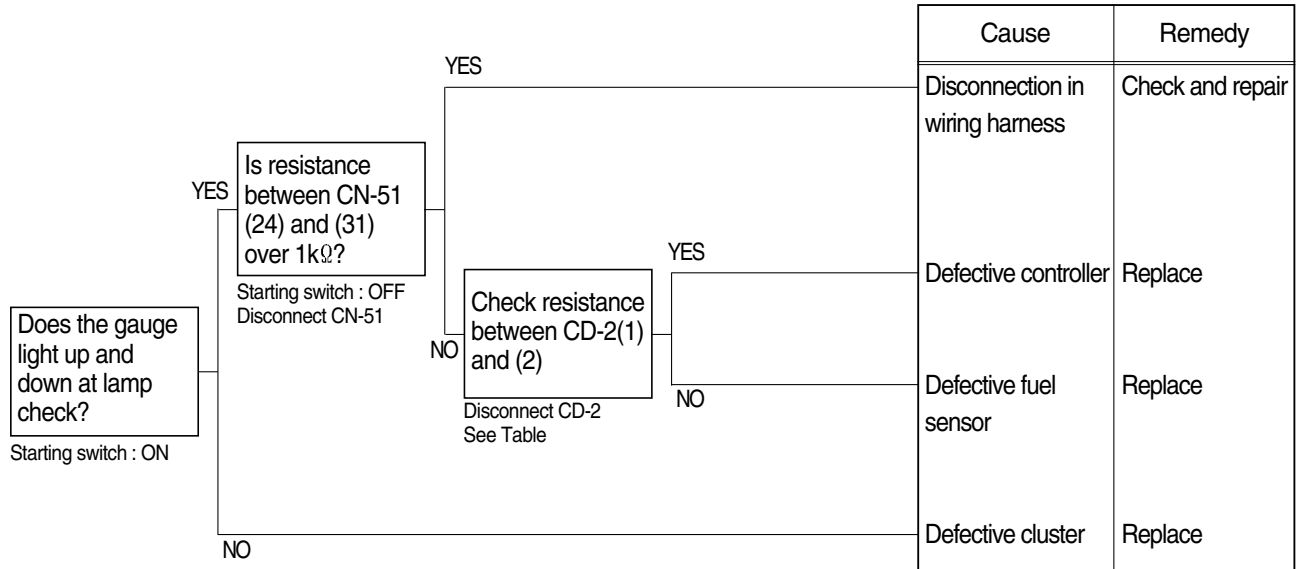 Cause
Remedy
YES
Disconnection in
wiring harness
Check and repair
YES
Is resistance
between CN-51
(24) and (31)
over 1kΩ?
Starting switch : OFF
Disconnect CN-51
YES
Defective controller
Replace
Does the gauge
light up and
down at lamp
check?
Starting switch : ON
NO
Check resistance
between CD-2(1)
and (2)
Disconnect CD-2
See Table
NO
Defective fuel
sensor
Replace
NO
Defective cluster
Replace